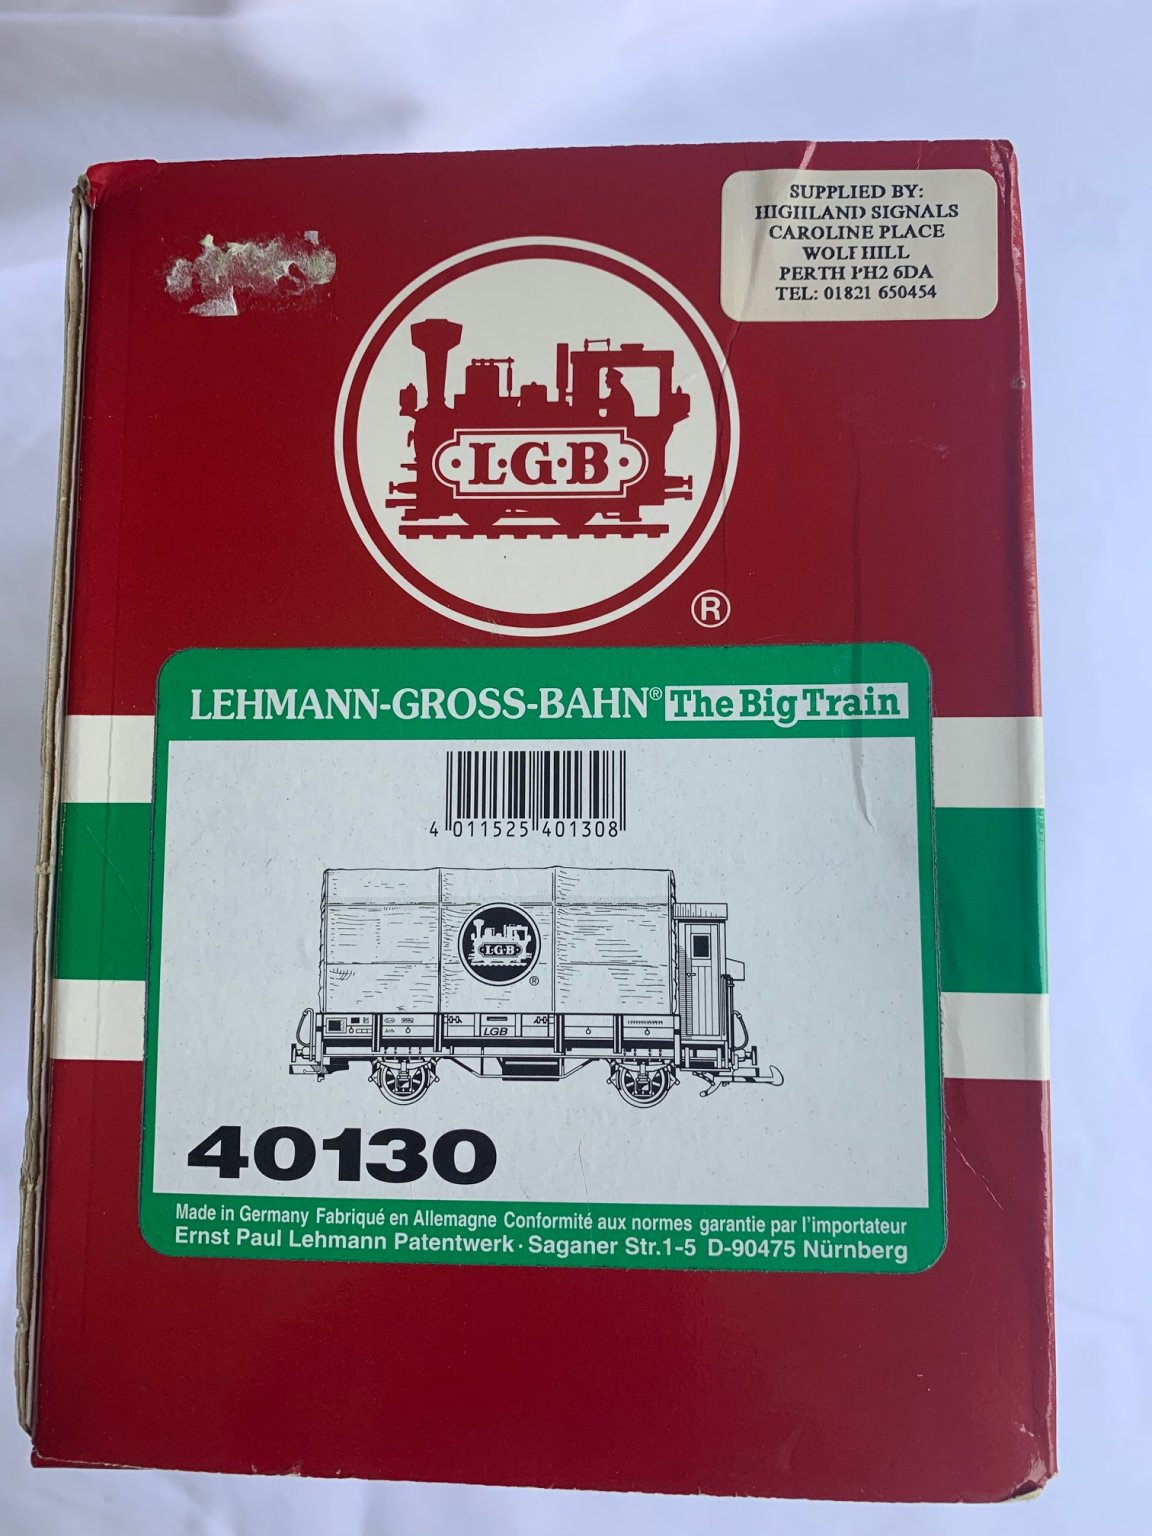 SUPPLIED BY:
HIGHLAND SIGNALS
CAROLINE PLACE
WOLF HILL
PERTH PH2 6DA
TEL: 01821 650454
L·G·B
®
LEHMANN-GROSS-BAHN® The Big Train
4 011525 401308
L·G·B
®
LGB
40130
Made in Germany Fabriqué en Allemagne Conformité aux normes garantie par l'importateur
Ernst Paul Lehmann Patentwerk · Saganer Str.1-5 D-90475 Nürnberg